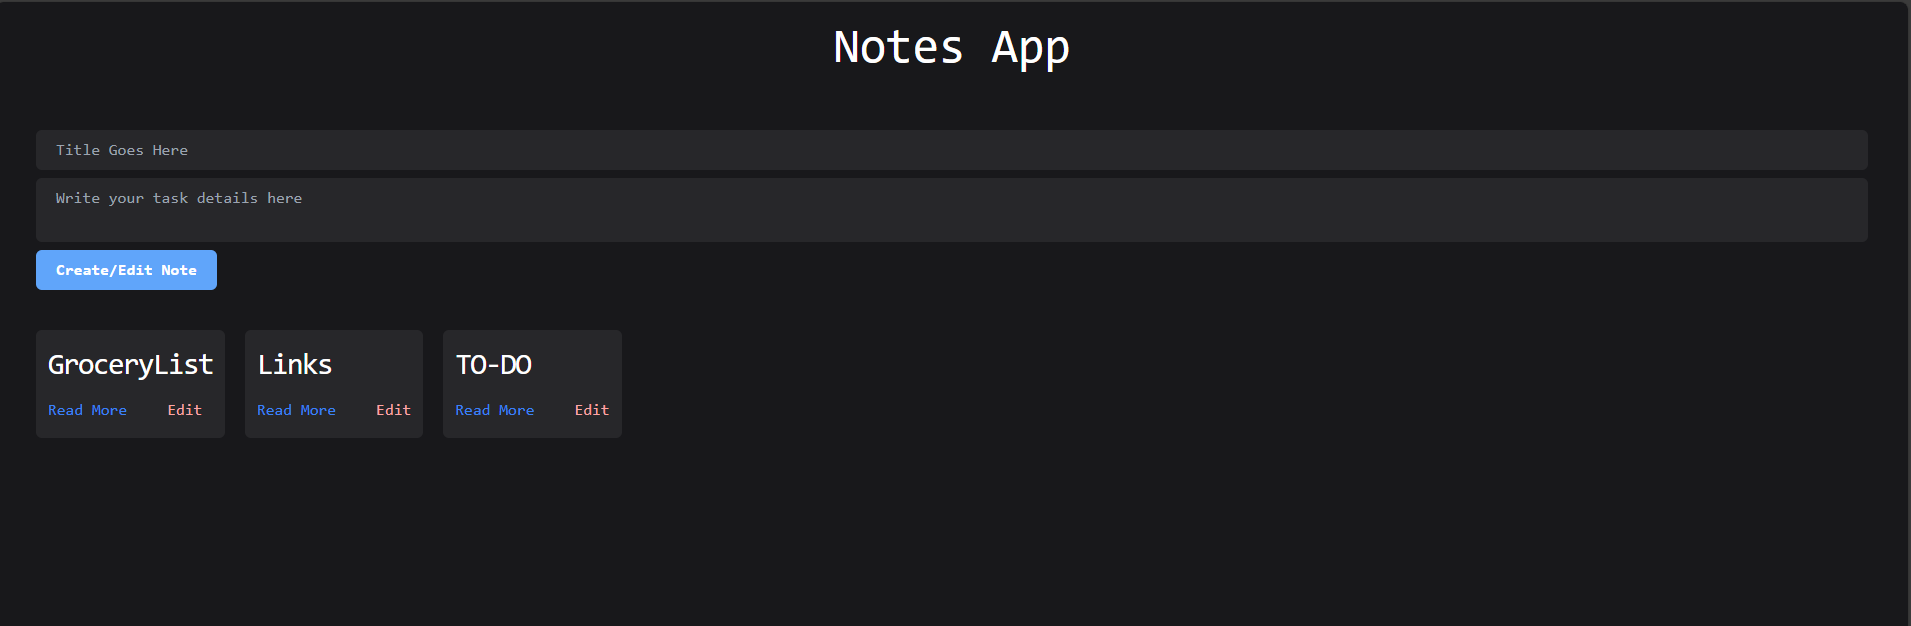 Notes App
Title Goes Here
Write your task details here
Create/Edit Note
GroceryList
Read More Edit
Links
Read More Edit
TO-DO
Read More Edit